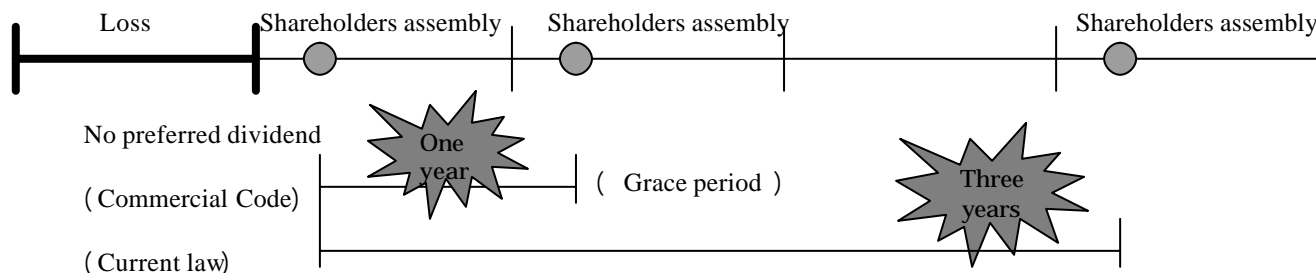 Loss
Shareholders assembly
Shareholders assembly
Shareholders assembly
No preferred dividend
One
year
( Commercial Code)
( Grace period )
Three
years
( Current law)